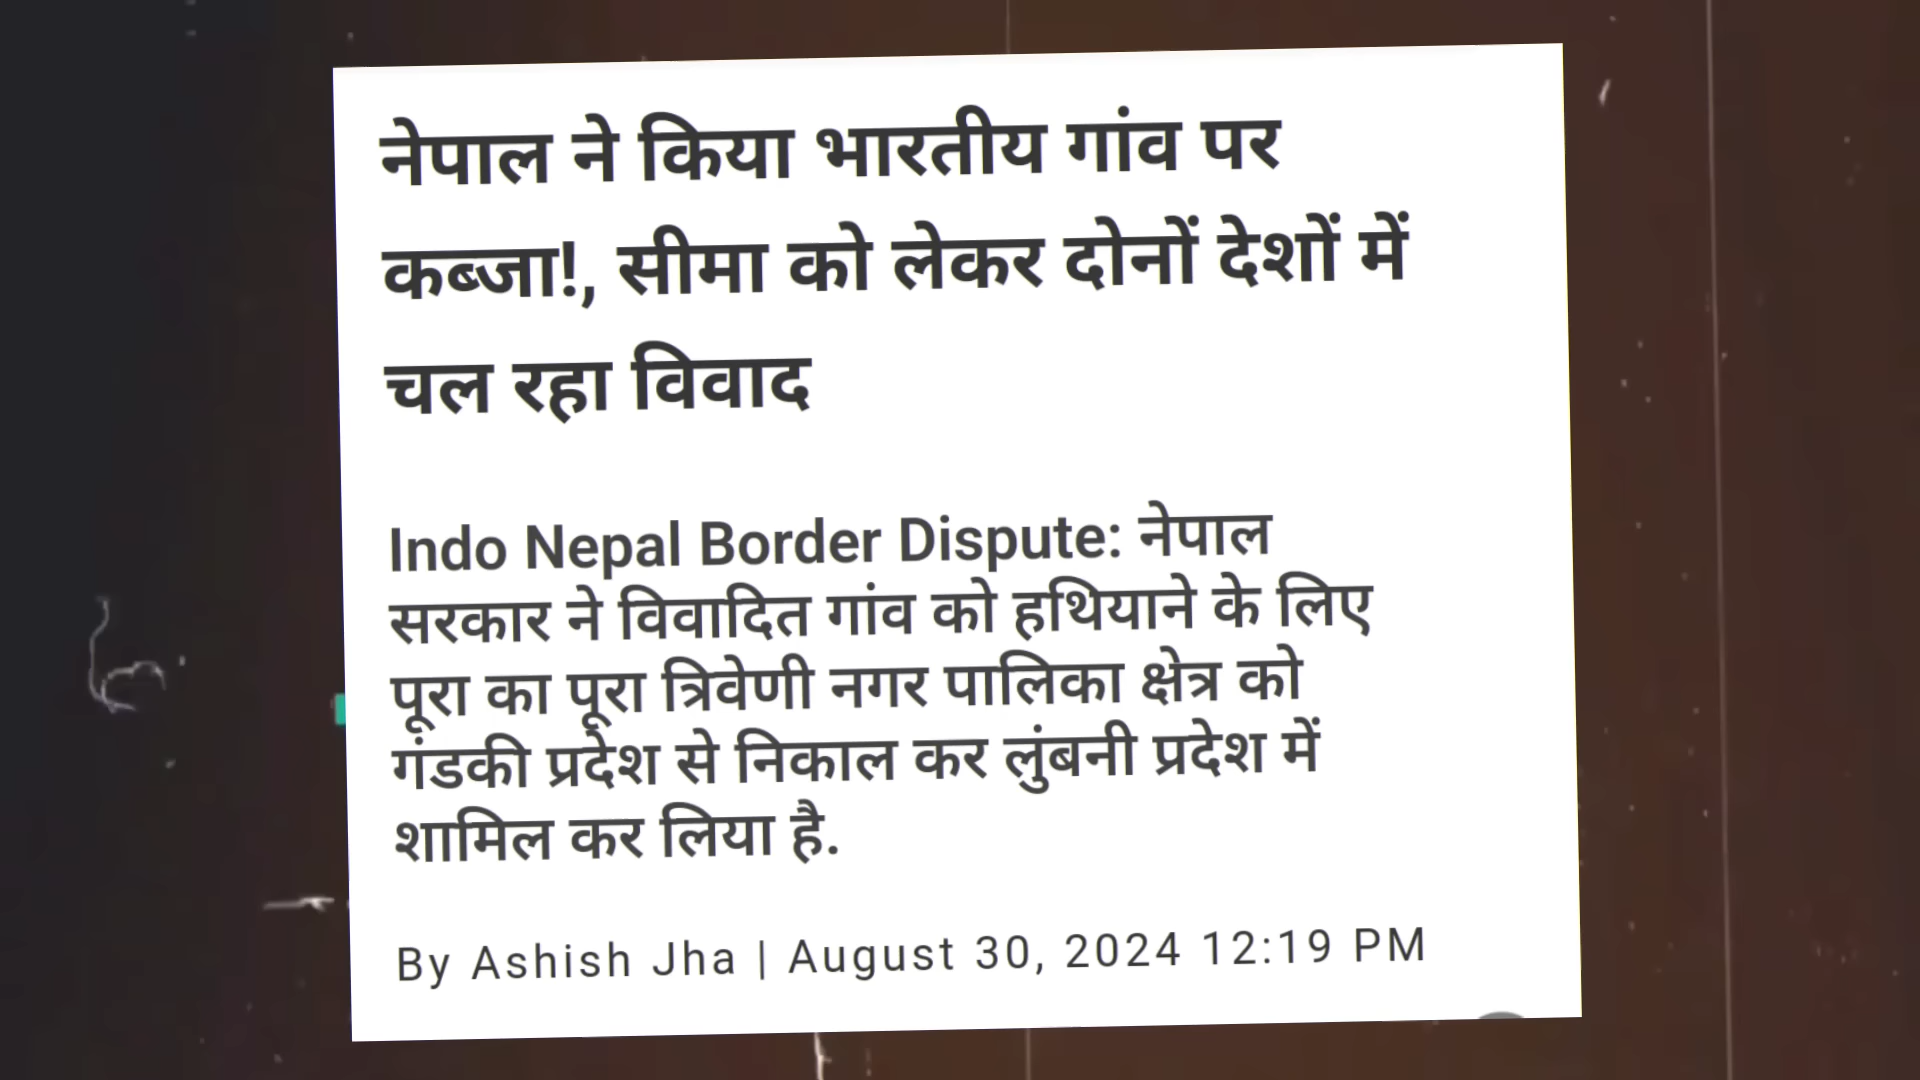 नेपाल ने किया भारतीय गांव पर
कब्जा!, सीमा को लेकर दोनों देशों में
चल रहा विवाद
Indo Nepal Border Dispute: नेपाल
सरकार ने विवादित गांव को हथियाने के लिए
पूरा का पूरा त्रिवेणी नगर पालिका क्षेत्र को
गंडकी प्रदेश से निकाल कर लुंबनी प्रदेश में
शामिल कर लिया है.
By Ashish Jha | August 30, 2024 12:19 PM